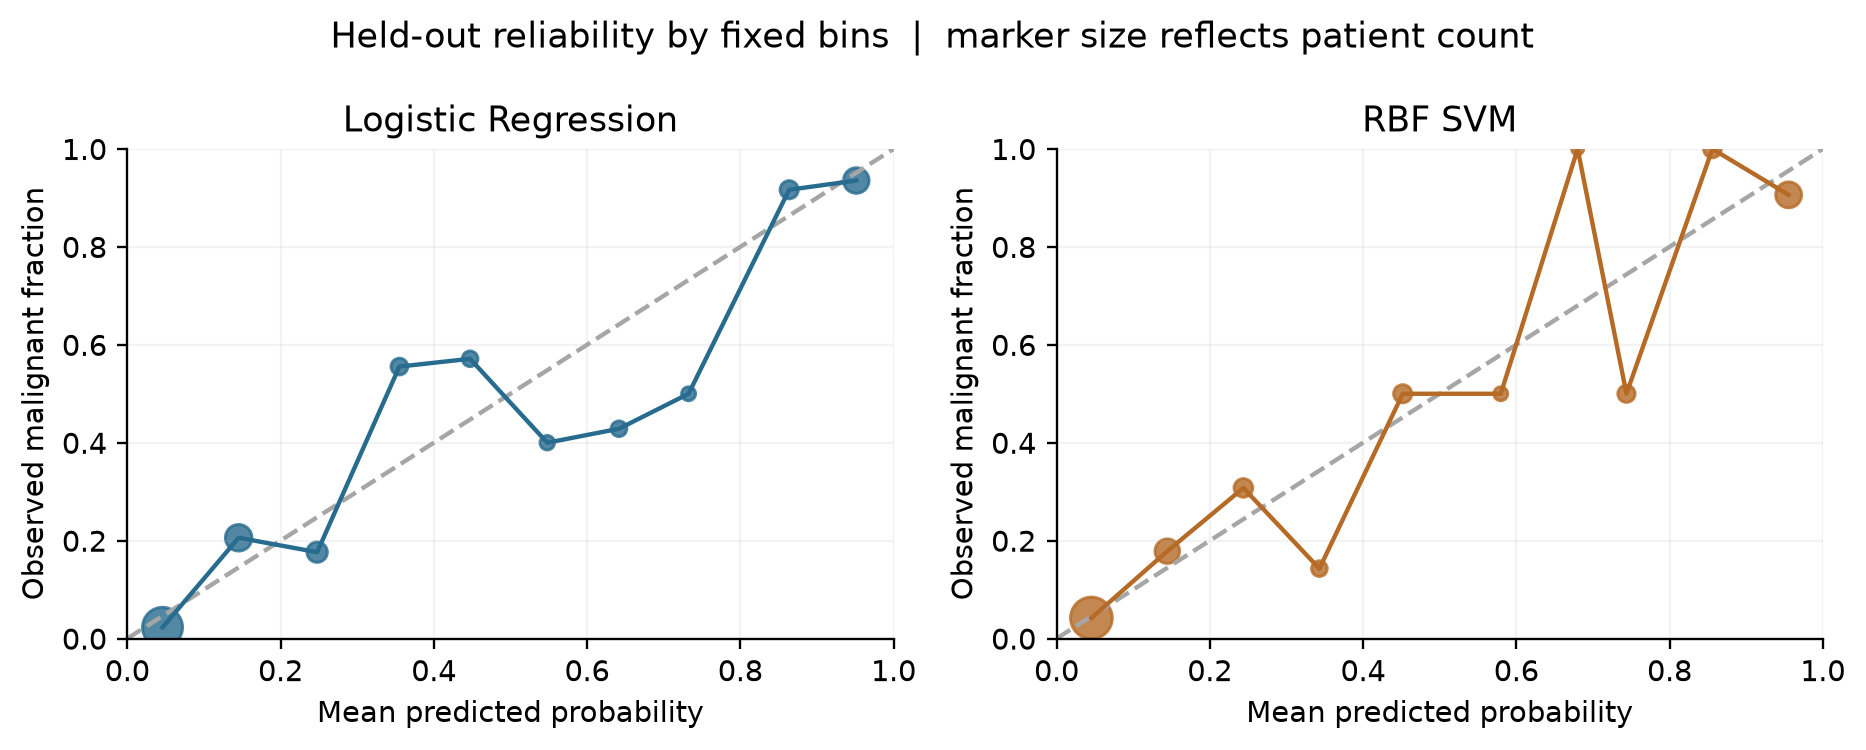 Held-out reliability by fixed bins | marker size reflects patient count
Logistic Regression
Observed malignant fraction
1.0
0.8
0.6
0.4
0.2
0.0
0.0 0.2 0.4 0.6 0.8 1.0
Mean predicted probability
RBF SVM
Observed malignant fraction
1.0
0.8
0.6
0.4
0.2
0.0
0.0 0.2 0.4 0.6 0.8 1.0
Mean predicted probability